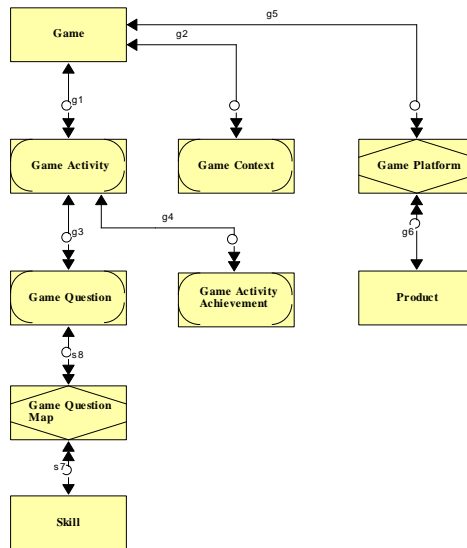 g5
Game
g2
g1
Game Activity
Game Context
Game Platform
g4
g3
g6
Game Question
Game Activity
Achievement
Product
s8
Game Question
Map
s7
Skill